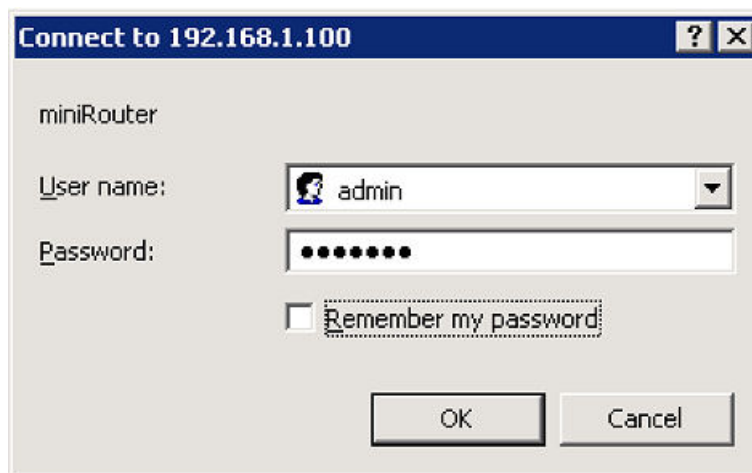 Connect to 192.168.1.100
miniRouter
User name: admin
Password: •••••••
Remember my password
OK Cancel